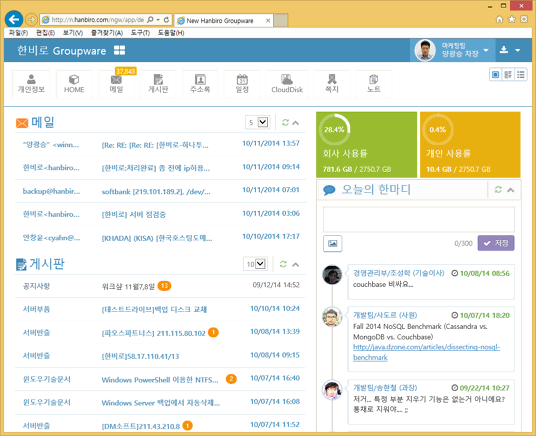 http://n.hanbiro.com/ngw/app/de
New Hanbiro Groupware
파일(F) 편집(E) 보기(V) 즐겨찾기(A) 도구(T) 도움말(H)
한비로 Groupware
마케팅팀
양광승 차장
37,843
개인정보 HOME 메일 게시판 주소록 일정 CloudDisk 쪽지 노트
메일
5
"양광승" <winn... [Re: RE: [Re: RE: [한비로-하나투... 10/11/2014 13:57
한비로<hanbiro... [한비로:처리완료] 좀 전에 ip허용... 10/11/2014 09:14
backup@hanbir... softbank [219.101.189.2], /dev/... 10/11/2014 07:01
한비로<hanbiro... [한비로] 서버 점검중 10/11/2014 03:06
안창윤<cyahn@... [KHADA] (KISA) [한국호스팅도메... 10/10/2014 17:17
게시판
10
공지사항 워크샵 11월7,8일 13 09/12/14 14:52
서버부품 [테스트드라이브]백업 디스크 교체 10/10/14 10:24
서버반출 [파오스파트너스] 211.115.80.102 1 10/08/14 13:39
서버반출 [한비로]58.17.110.41/13 10/08/14 09:15
윈도우기술문서 Windows PowerShell 이용한 NTFS... 2 10/07/14 16:40
윈도우기술문서 Windows Server 백업에서 자동삭제... 10/07/14 16:08
서버반출 [DM소프트]211.43.210.8 1 10/07/14 11:52
28.4%
회사 사용률
781.6 GB / 2750.7 GB
0.4%
개인 사용률
10.4 GB / 2750.7 GB
오늘의 한마디
0/300
저장
경영관리부/조성학 (기술이사) 10/08/14 08:56
couchbase 비싸요...
개발팀/샤도르 (사원) 10/07/14 18:20
Fall 2014 NoSQL Benchmark (Cassandra vs.
MongoDB vs. Couchbase)
http://java.dzone.com/articles/dissecting-nosql-
benchmark
개발팀/송현철 (과장) 09/22/14 10:27
저거... 특정 부분 지우기 기능은 없는거 아니에요?
통채로 지워야... ;;